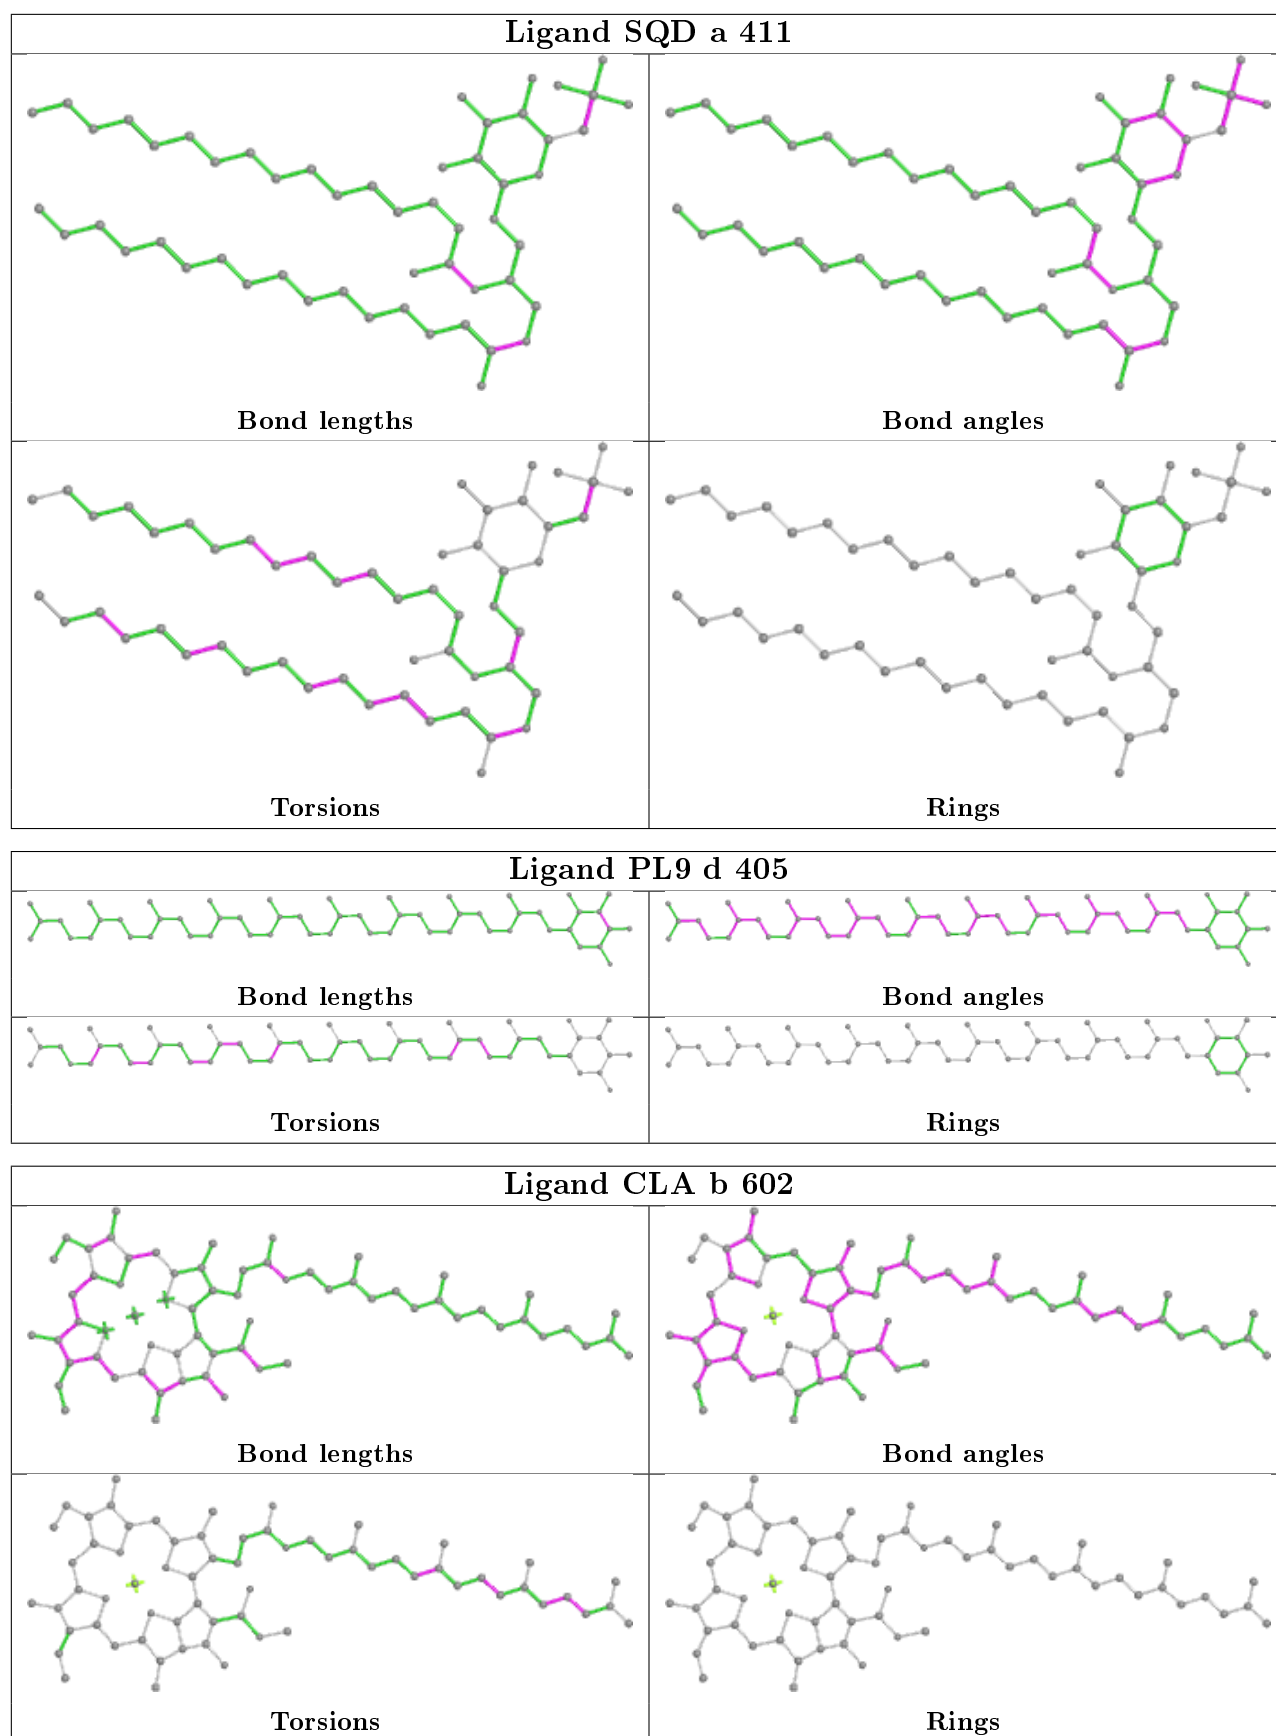 Ligand SQD a 411
Bond lengths
Bond angles
Torsions
Rings
Ligand PL9 d 405
Bond lengths
Bond angles
Torsions
Rings
Ligand CLA b 602
Bond lengths
Bond angles
Torsions
Rings